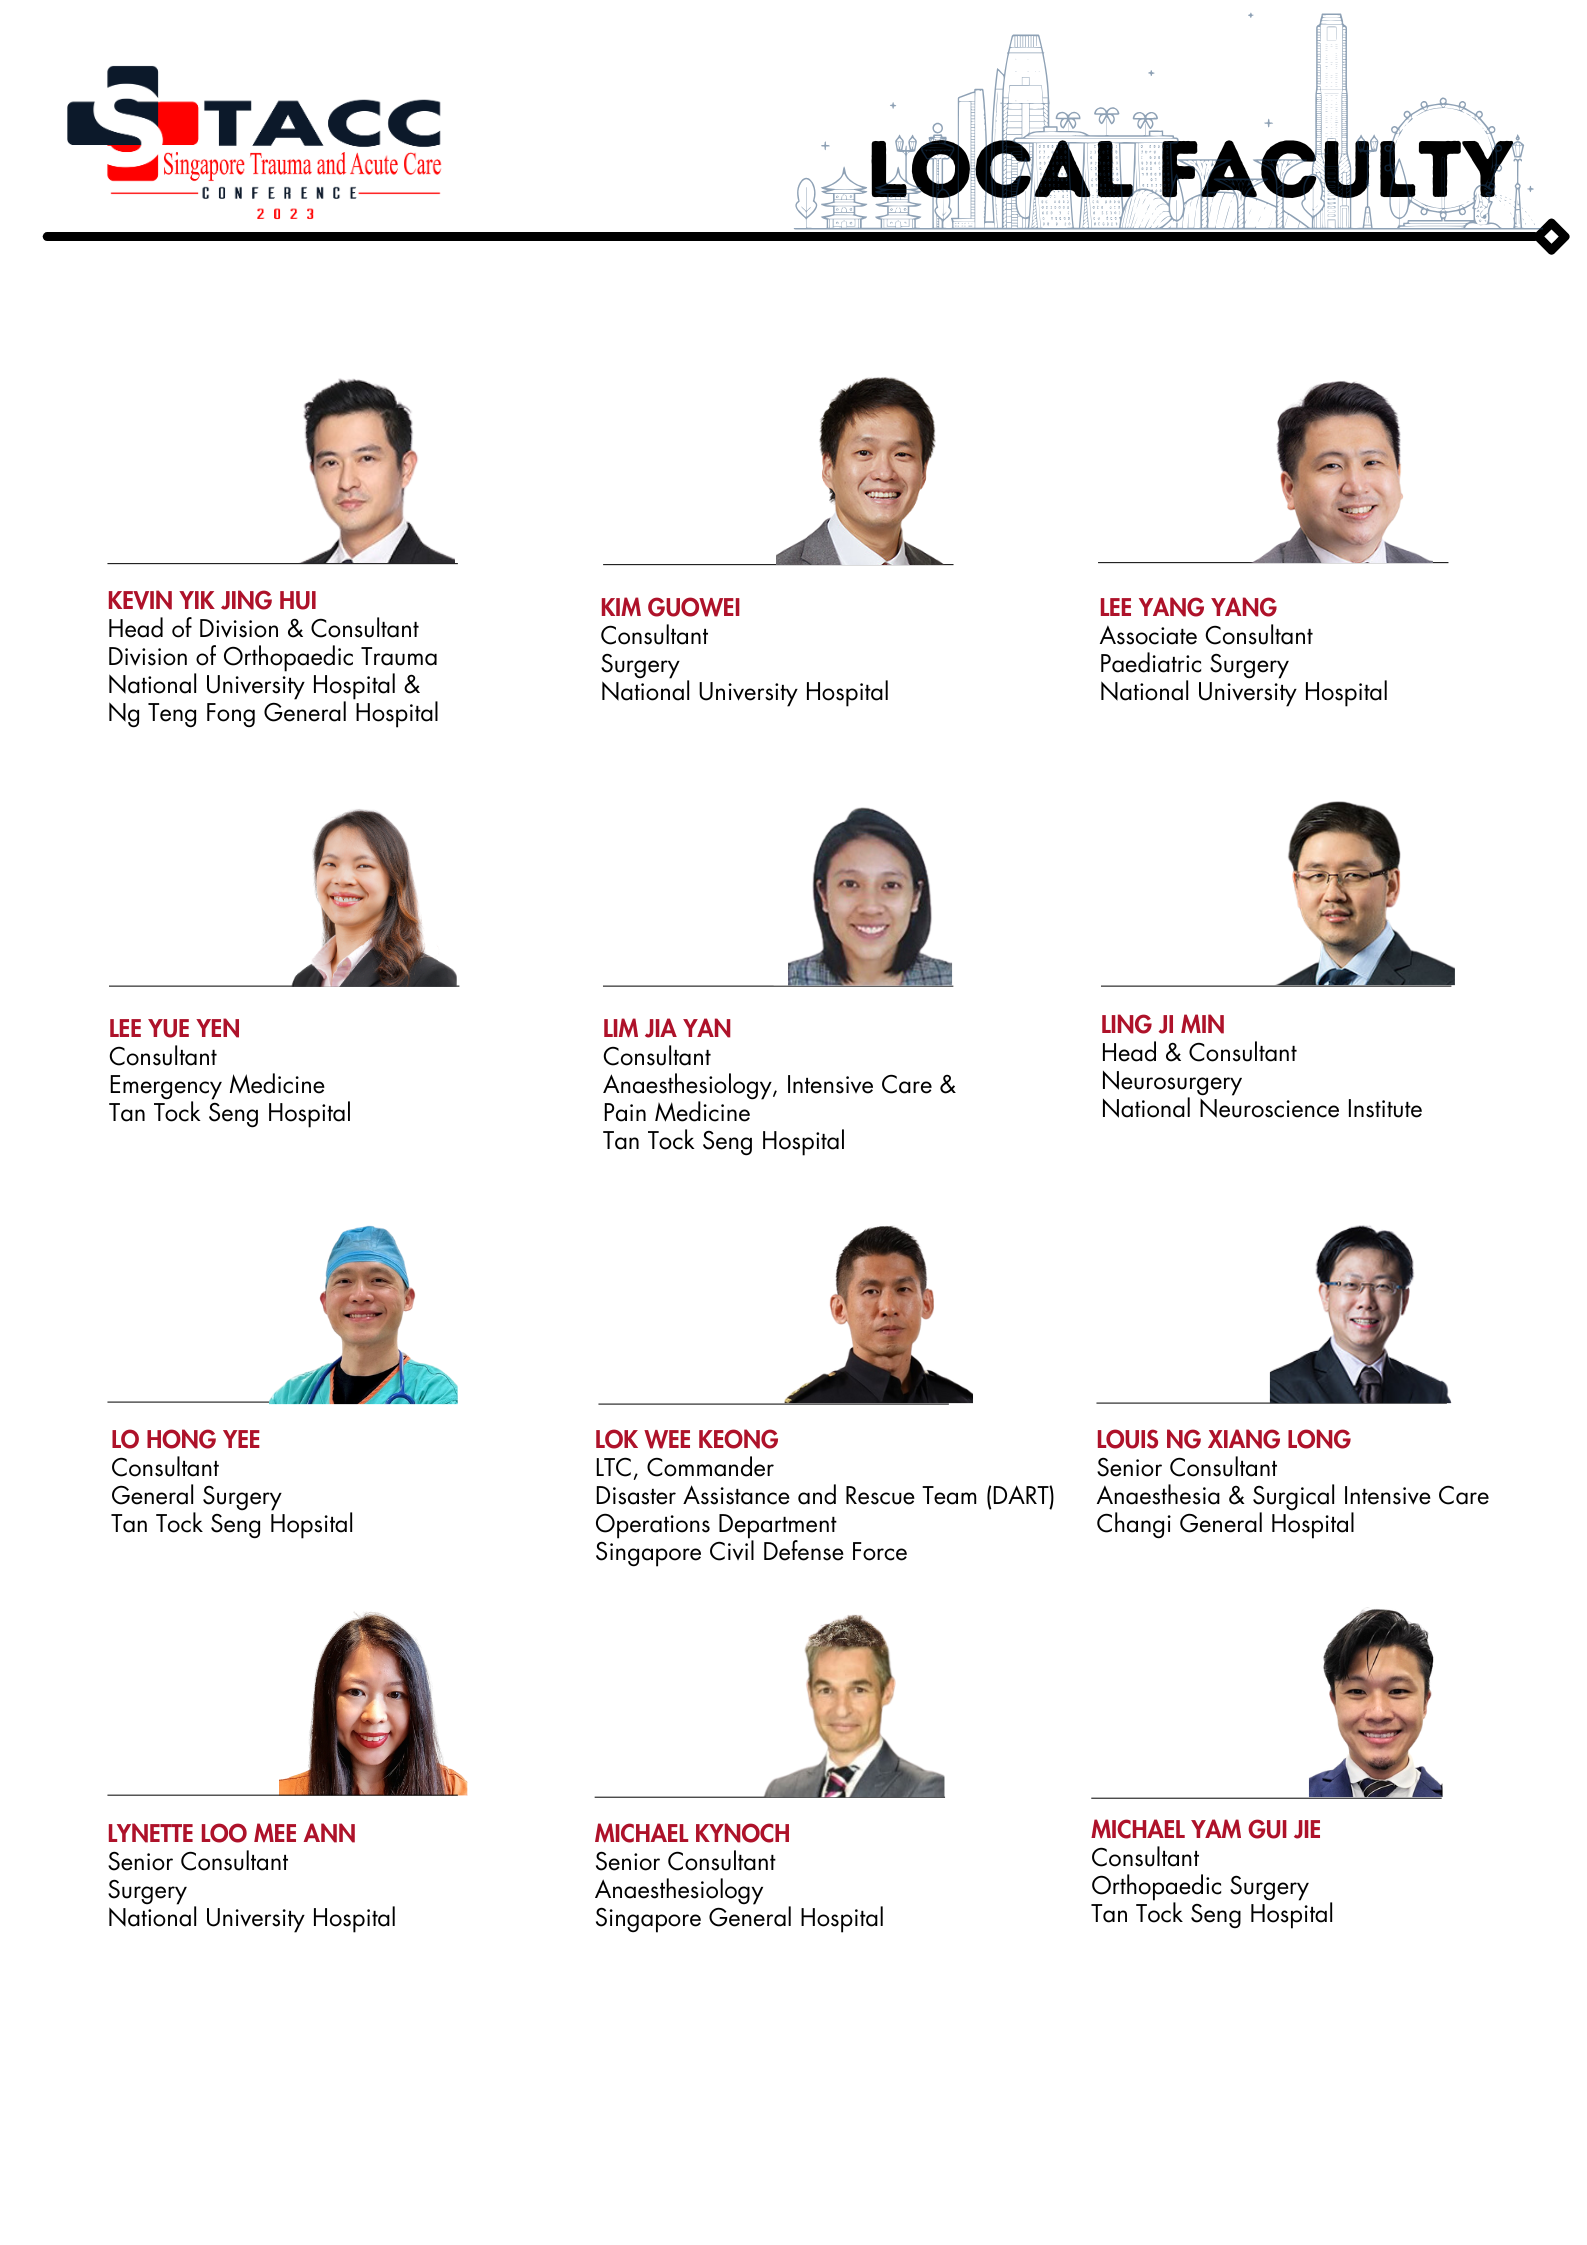 STACC
Singapore Trauma and Acute Care
CONFERENCE
2023
LOCAL FACULTY
KEVIN YIK JING HUI
Head of Division & Consultant
Division of Orthopaedic Trauma
National University Hospital &
Ng Teng Fong General Hospital
KIM GUOWEI
Consultant
Surgery
National University Hospital
LEE YANG YANG
Associate Consultant
Paediatric Surgery
National University Hospital
LEE YUE YEN
Consultant
Emergency Medicine
Tan Tock Seng Hospital
LIM JIA YAN
Consultant
Anaesthesiology, Intensive Care &
Pain Medicine
Tan Tock Seng Hospital
LING JI MIN
Head & Consultant
Neurosurgery
National Neuroscience Institute
LO HONG YEE
Consultant
General Surgery
Tan Tock Seng Hopsital
LOK WEE KEONG
LTC, Commander
Disaster Assistance and Rescue Team (DART)
Operations Department
Singapore Civil Defense Force
LOUIS NG XIANG LONG
Senior Consultant
Anaesthesia & Surgical Intensive Care
Changi General Hospital
LYNETTE LOO MEE ANN
Senior Consultant
Surgery
National University Hospital
MICHAEL KYNOCH
Senior Consultant
Anaesthesiology
Singapore General Hospital
MICHAEL YAM GUI JIE
Consultant
Orthopaedic Surgery
Tan Tock Seng Hospital